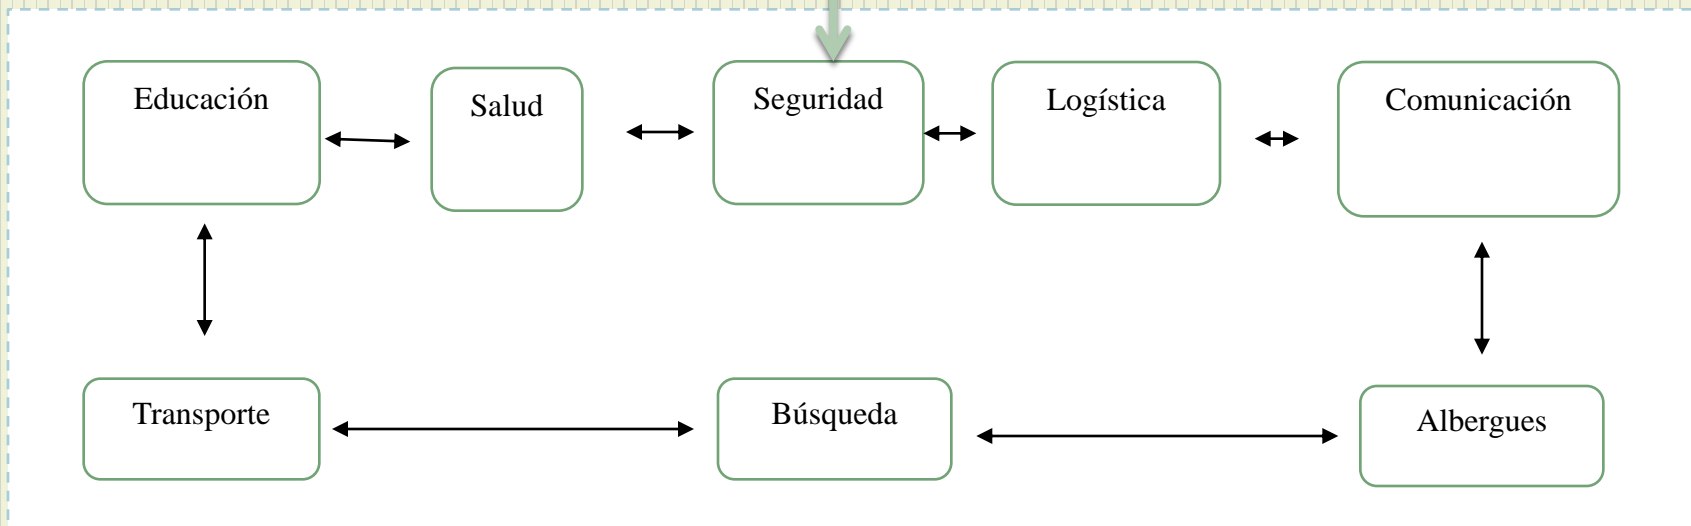 Educación
Salud
Seguridad
Logística
Comunicación
Transporte
Búsqueda
Albergues